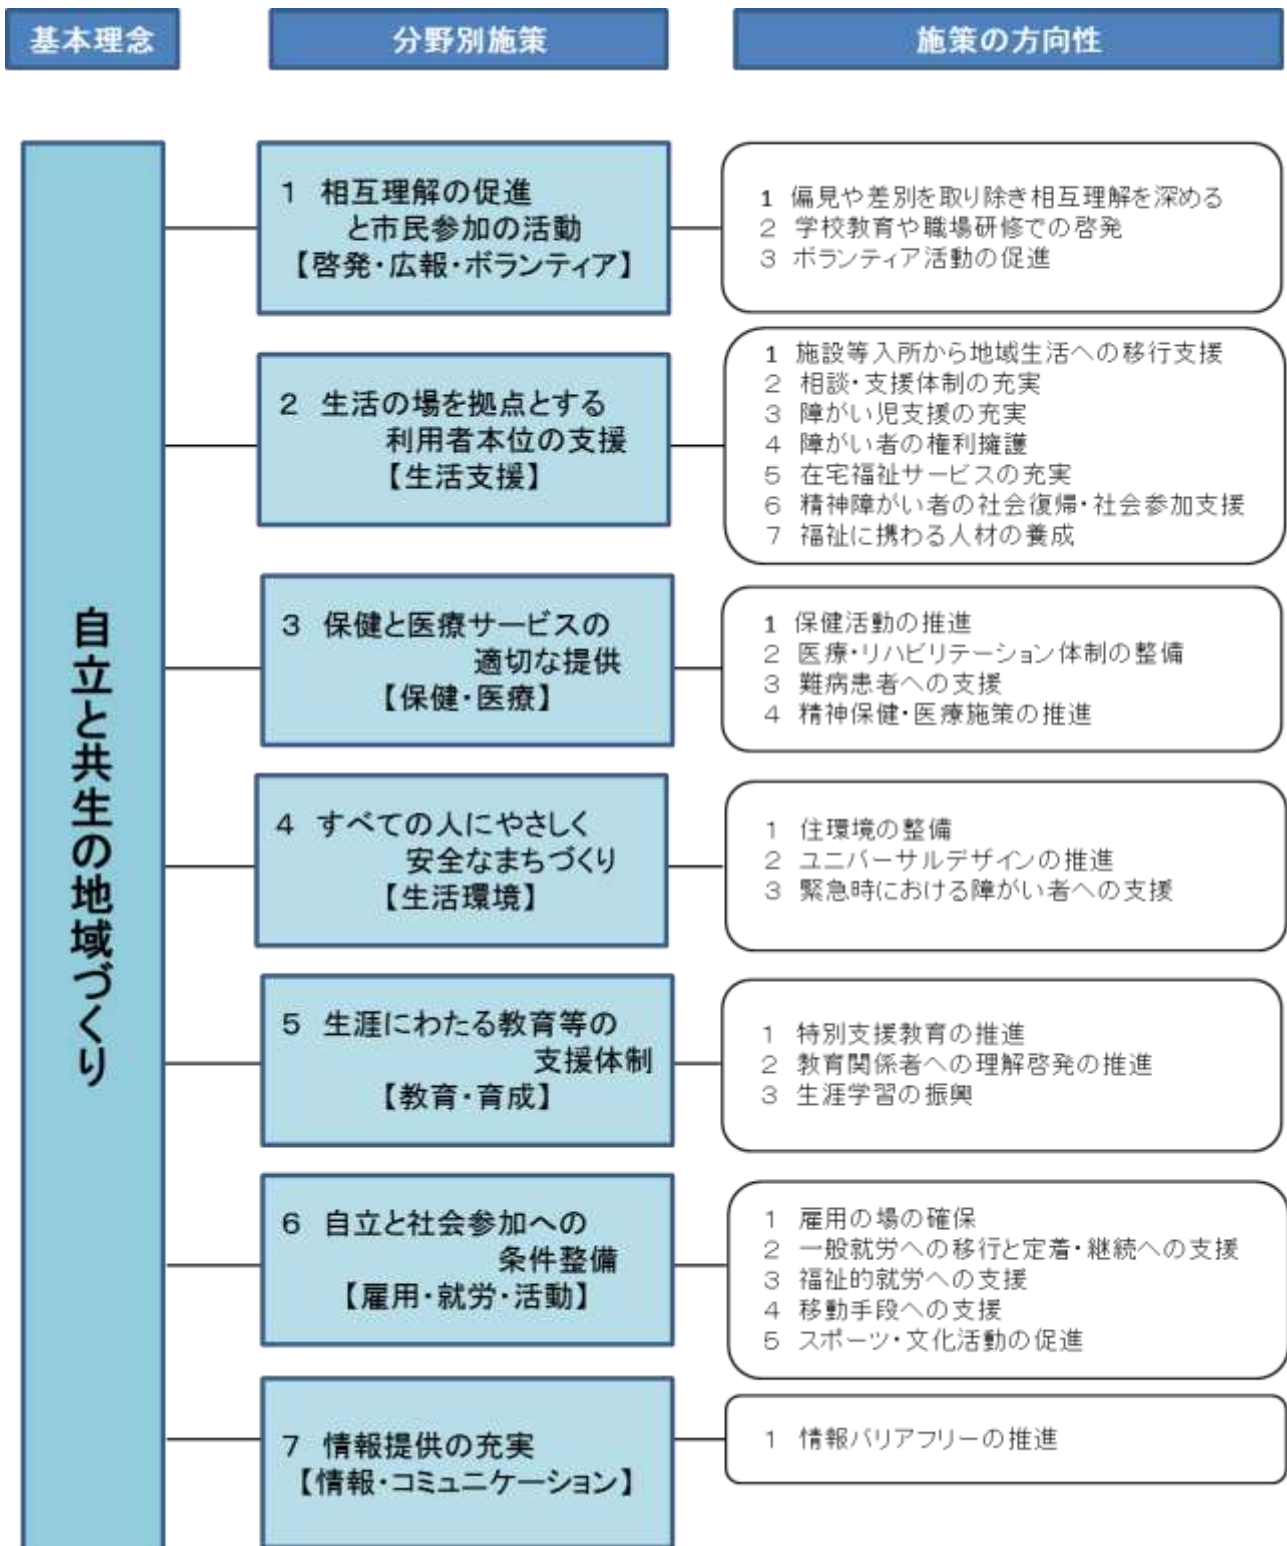 基本理念
分野別施策
施策の方向性
自立と共生の地域づくり
1 相互理解の促進
と市民参加の活動
【啓発・広報・ボランティア】
1 偏見や差別を取り除き相互理解を深める
2 学校教育や職場研修での啓発
3 ボランティア活動の促進
2 生活の場を拠点とする
利用者本位の支援
【生活支援】
1 施設等入所から地域生活への移行支援
2 相談・支援体制の充実
3 障がい児支援の充実
4 障がい者の権利擁護
5 在宅福祉サービスの充実
6 精神障がい者の社会復帰・社会参加支援
7 福祉に携わる人材の養成
3 保健と医療サービスの
適切な提供
【保健・医療】
1 保健活動の推進
2 医療・リハビリテーション体制の整備
3 難病患者への支援
4 精神保健・医療施策の推進
4 すべての人にやさしく
安全なまちづくり
【生活環境】
1 住環境の整備
2 ユニバーサルデザインの推進
3 緊急時における障がい者への支援
5 生涯にわたる教育等の
支援体制
【教育・育成】
1 特別支援教育の推進
2 教育関係者への理解啓発の推進
3 生涯学習の振興
6 自立と社会参加への
条件整備
【雇用・就労・活動】
1 雇用の場の確保
2 一般就労への移行と定着・継続への支援
3 福祉的就労への支援
4 移動手段への支援
5 スポーツ・文化活動の促進
7 情報提供の充実
【情報・コミュニケーション】
1 情報バリアフリーの推進